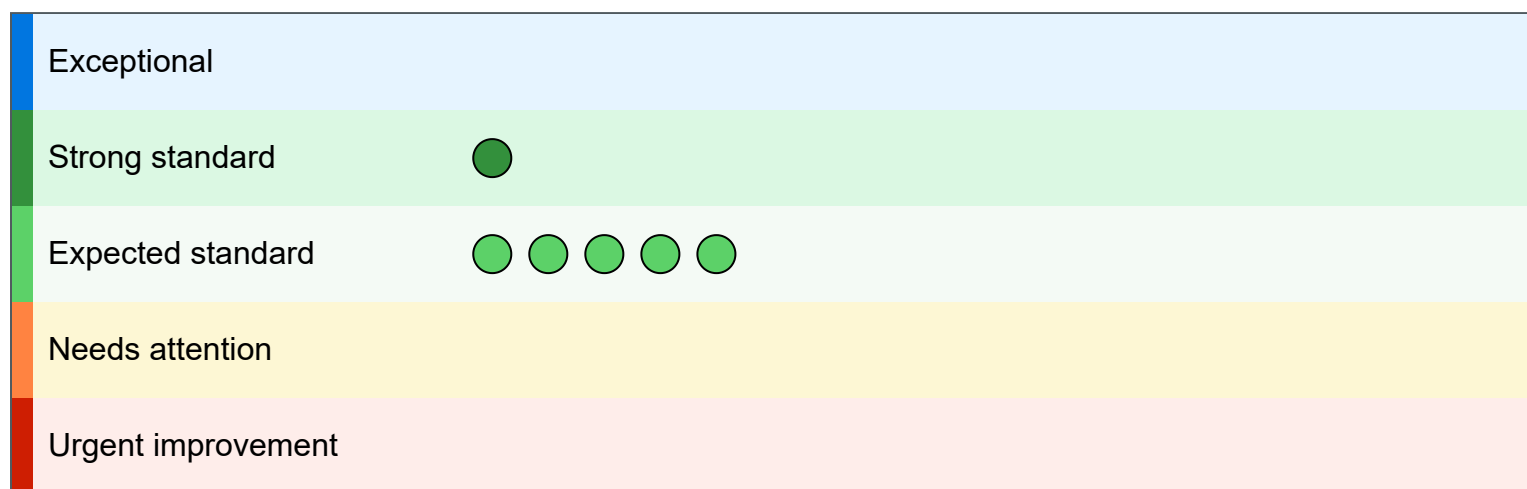 Exceptional
Strong standard
Expected standard
Needs attention
Urgent improvement